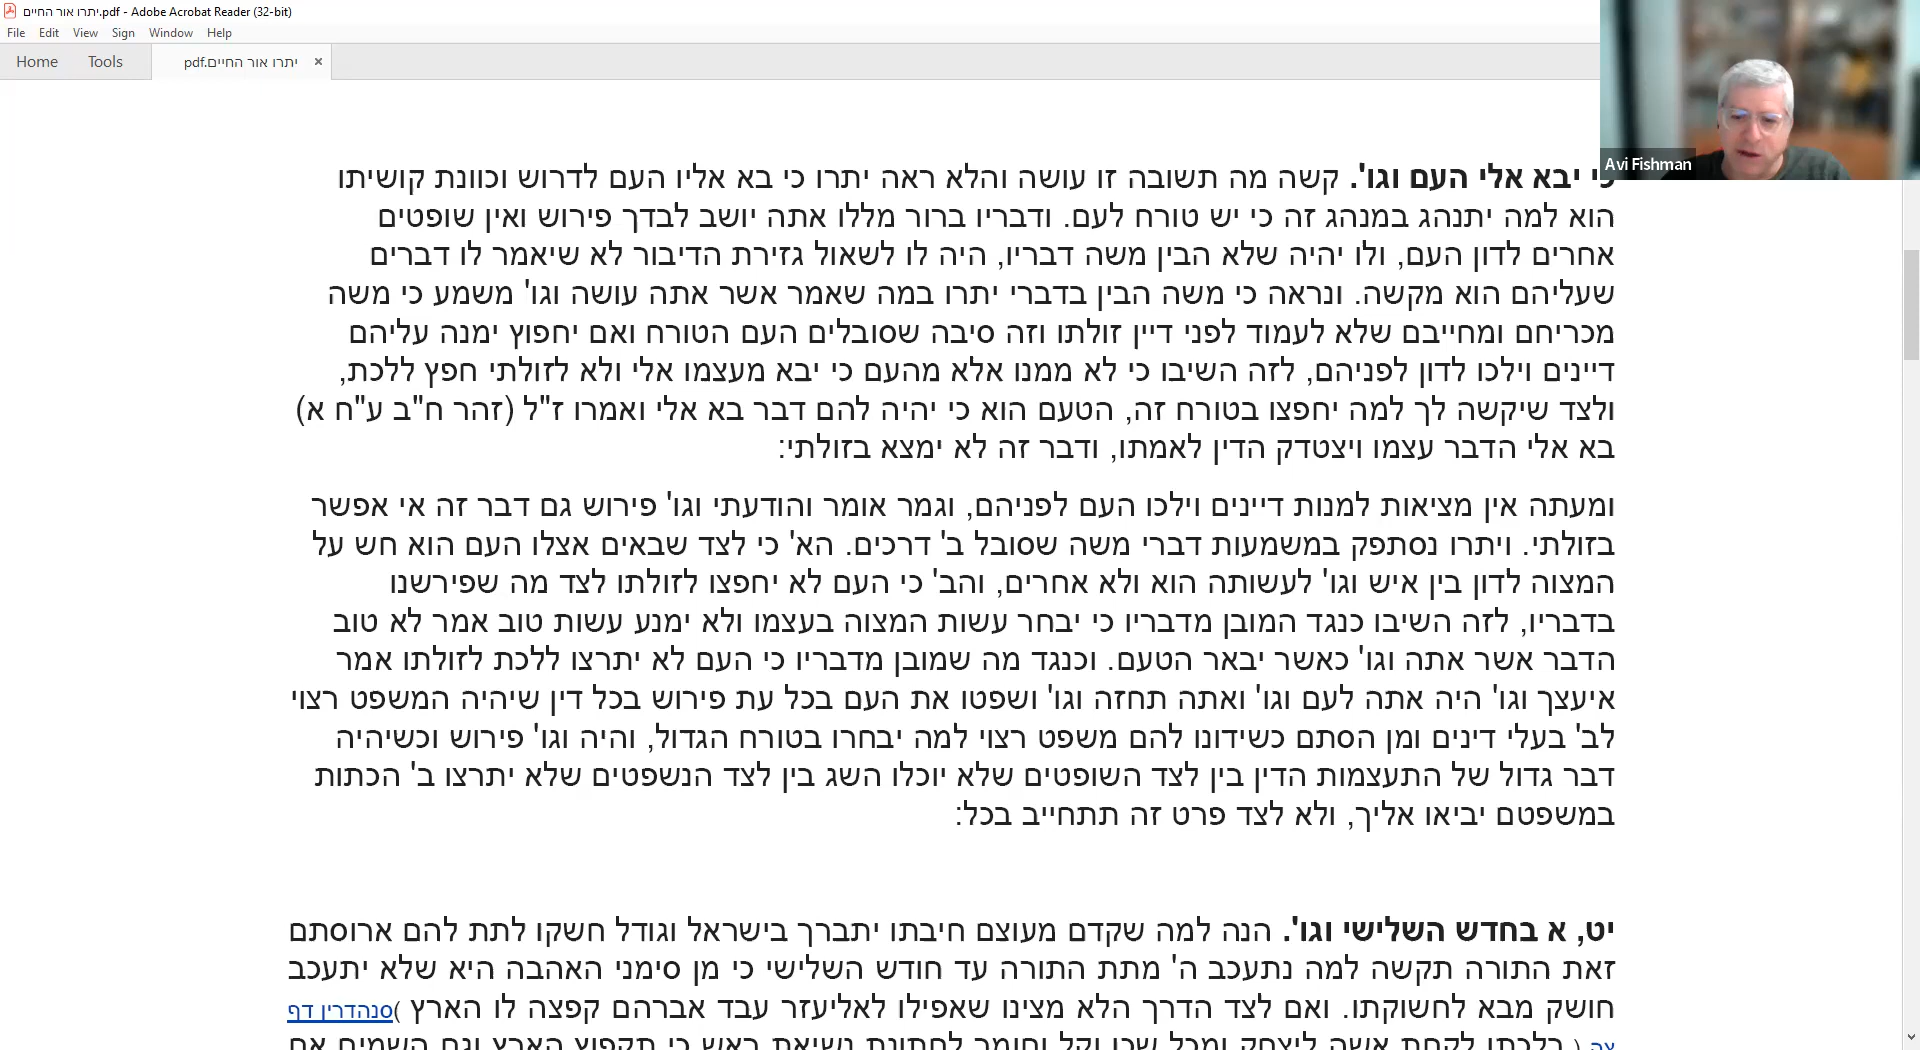 יתרו אור החיים.pdf - Adobe Acrobat Reader (32-bit)
File Edit View Sign Window Help
Home Tools יתרו אור החיים.pdf ×
Avi Fishman
כי יבא אלי העם וגו'. קשה מה תשובה זו עושה והלא ראה יתרו כי בא אליו העם לדרוש וכוונת קושיתו
הוא למה יתנהג במנהג זה כי יש טורח לעם. ודבריו ברור מללו אתה יושב לבדך פירוש ואין שופטים
אחרים לדון העם, ולו יהיה שלא הבין משה דבריו, היה לו לשאול גזירת הדיבור לא שיאמר לו דברים
שעליהם הוא מקשה. ונראה כי משה הבין בדברי יתרו במה שאמר אשר אתה עושה וגו' משמע כי משה
מכריחם ומחייבם שלא לעמוד לפני דיין זולתו וזה סיבה שסובלים העם הטורח ואם יחפוץ ימנה עליהם
דיינים וילכו לדון לפניהם, לזה השיבו כי לא ממנו אלא מהעם כי יבא מעצמו אלי ולא לזולתי חפץ ללכת,
ולצד שיקשה לך למה יחפצו בטורח זה, הטעם הוא כי יהיה להם דבר בא אלי ואמרו ז"ל (זהר ח"ב ע"ח א)
בא אלי הדבר עצמו ויצטדק הדין לאמתו, ודבר זה לא ימצא בזולתי:
ומעתה אין מציאות למנות דיינים וילכו העם לפניהם, וגמר אומר והודעתי וגו' פירוש גם דבר זה אי אפשר
בזולתי. ויתרו נסתפק במשמעות דברי משה שסובל ב' דרכים. הא' כי לצד שבאים אצלו העם הוא חש על
המצוה לדון בין איש וגו' לעשותה הוא ולא אחרים, והב' כי העם לא יחפצו לזולתו לצד מה שפירשנו
בדבריו, לזה השיבו כנגד המובן מדבריו כי יבחר עשות המצוה בעצמו ולא ימנע עשות טוב אמר לא טוב
הדבר אשר אתה וגו' כאשר יבאר הטעם. וכנגד מה שמובן מדבריו כי העם לא יתרצו ללכת לזולתו אמר
איעצך וגו' היה אתה לעם וגו' ואתה תחזה וגו' ושפטו את העם בכל עת פירוש בכל דין שיהיה המשפט רצוי
לב' בעלי דינים ומן הסתם כשידונו להם משפט רצוי למה יבחרו בטורח הגדול, והיה וגו' פירוש וכשיהיה
דבר גדול של התעצמות הדין בין לצד השופטים שלא יוכלו השג בין לצד הנשפטים שלא יתרצו ב' הכתות
במשפטם יביאו אליך, ולא לצד פרט זה תתחייב בכל:
יט, א בחדש השלישי וגו'. הנה למה שקדם מעוצם חיבתו יתברך בישראל וגודל חשקו לתת להם ארוסתם
זאת התורה תקשה למה נתעכב ה' מתת התורה עד חודש השלישי כי מן סימני האהבה היא שלא יתעכב
חושק מבא לחשוקתו. ואם לצד הדרך הלא מצינו שאפילו לאליעזר עבד אברהם קפצה לו הארץ )סנהדרין דף
צה ( בלכתו לקחת אשה ליצחק ומכל שכן וקל וחומר לחתונת נשיאת ראש כי תקפוץ הארץ וגם השמים אם